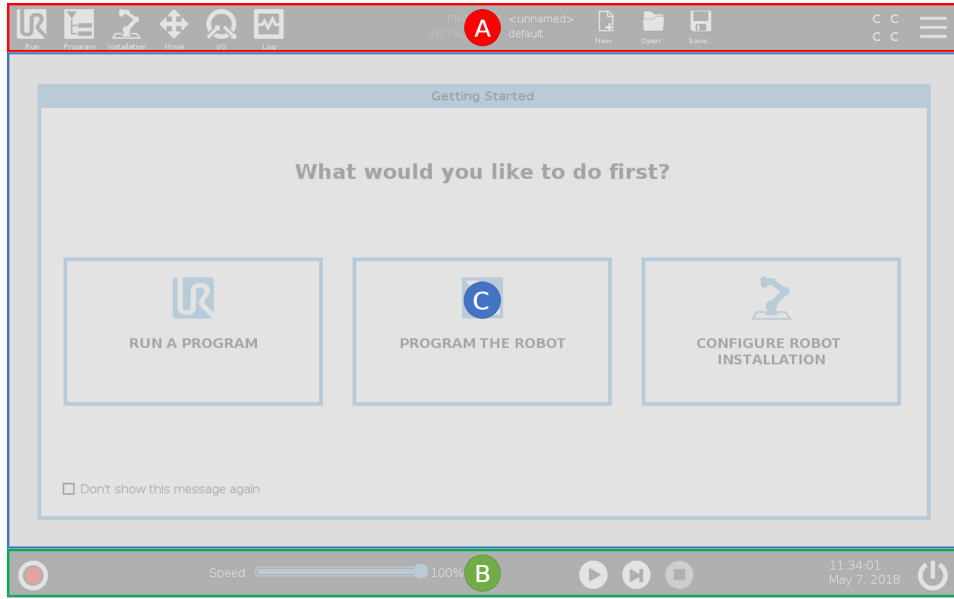 Run Program Installation Move I/O Log
<unnamed>
default
New... Open... Save...
C C
C C
A
Getting Started
What would you like to do first?
RUN A PROGRAM
C
PROGRAM THE ROBOT
CONFIGURE ROBOT
INSTALLATION
Don't show this message again
Speed 100% B
11:34:01
May 7, 2018